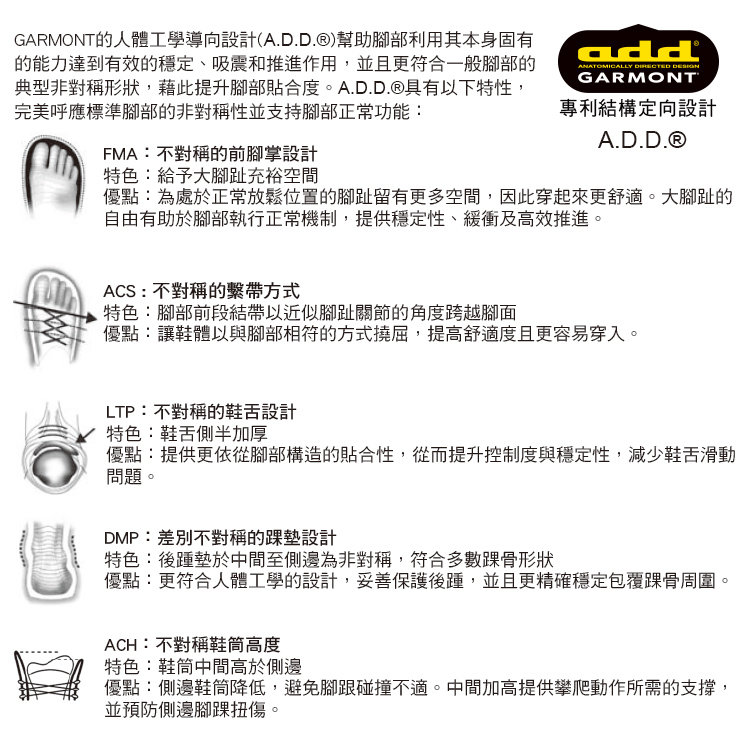 GARMONT的人體工學導向設計(A.D.D.®)幫助腳部利用其本身固有
的能力達到有效的穩定、吸震和推進作用，並且更符合一般腳部的
典型非對稱形狀，藉此提升腳部貼合度。A.D.D.®具有以下特性，
完美呼應標準腳部的非對稱性並支持腳部正常功能：
add®
ANATOMICALLY DIRECTED DESIGN
GARMONT
專利結構定向設計
A.D.D.®
FMA：不對稱的前腳掌設計
特色：給予大腳趾充裕空間
優點：為處於正常放鬆位置的腳趾留有更多空間，因此穿起來更舒適。大腳趾的
自由有助於腳部執行正常機制，提供穩定性、緩衝及高效推進。
ACS：不對稱的繫帶方式
特色：腳部前段結帶以近似腳趾關節的角度跨越腳面
優點：讓鞋體以與腳部相符的方式撓屈，提高舒適度且更容易穿入。
LTP：不對稱的鞋舌設計
特色：鞋舌側半加厚
優點：提供更依從腳部構造的貼合性，從而提升控制度與穩定性，減少鞋舌滑動
問題。
DMP：差別不對稱的踝墊設計
特色：後踵墊於中間至側邊為非對稱，符合多數踝骨形狀
優點：更符合人體工學的設計，妥善保護後踵，並且更精確穩定包覆踝骨周圍。
ACH：不對稱鞋筒高度
特色：鞋筒中間高於側邊
優點：側邊鞋筒降低，避免腳跟碰撞不適。中間加高提供攀爬動作所需的支撐，
並預防側邊腳踝扭傷。